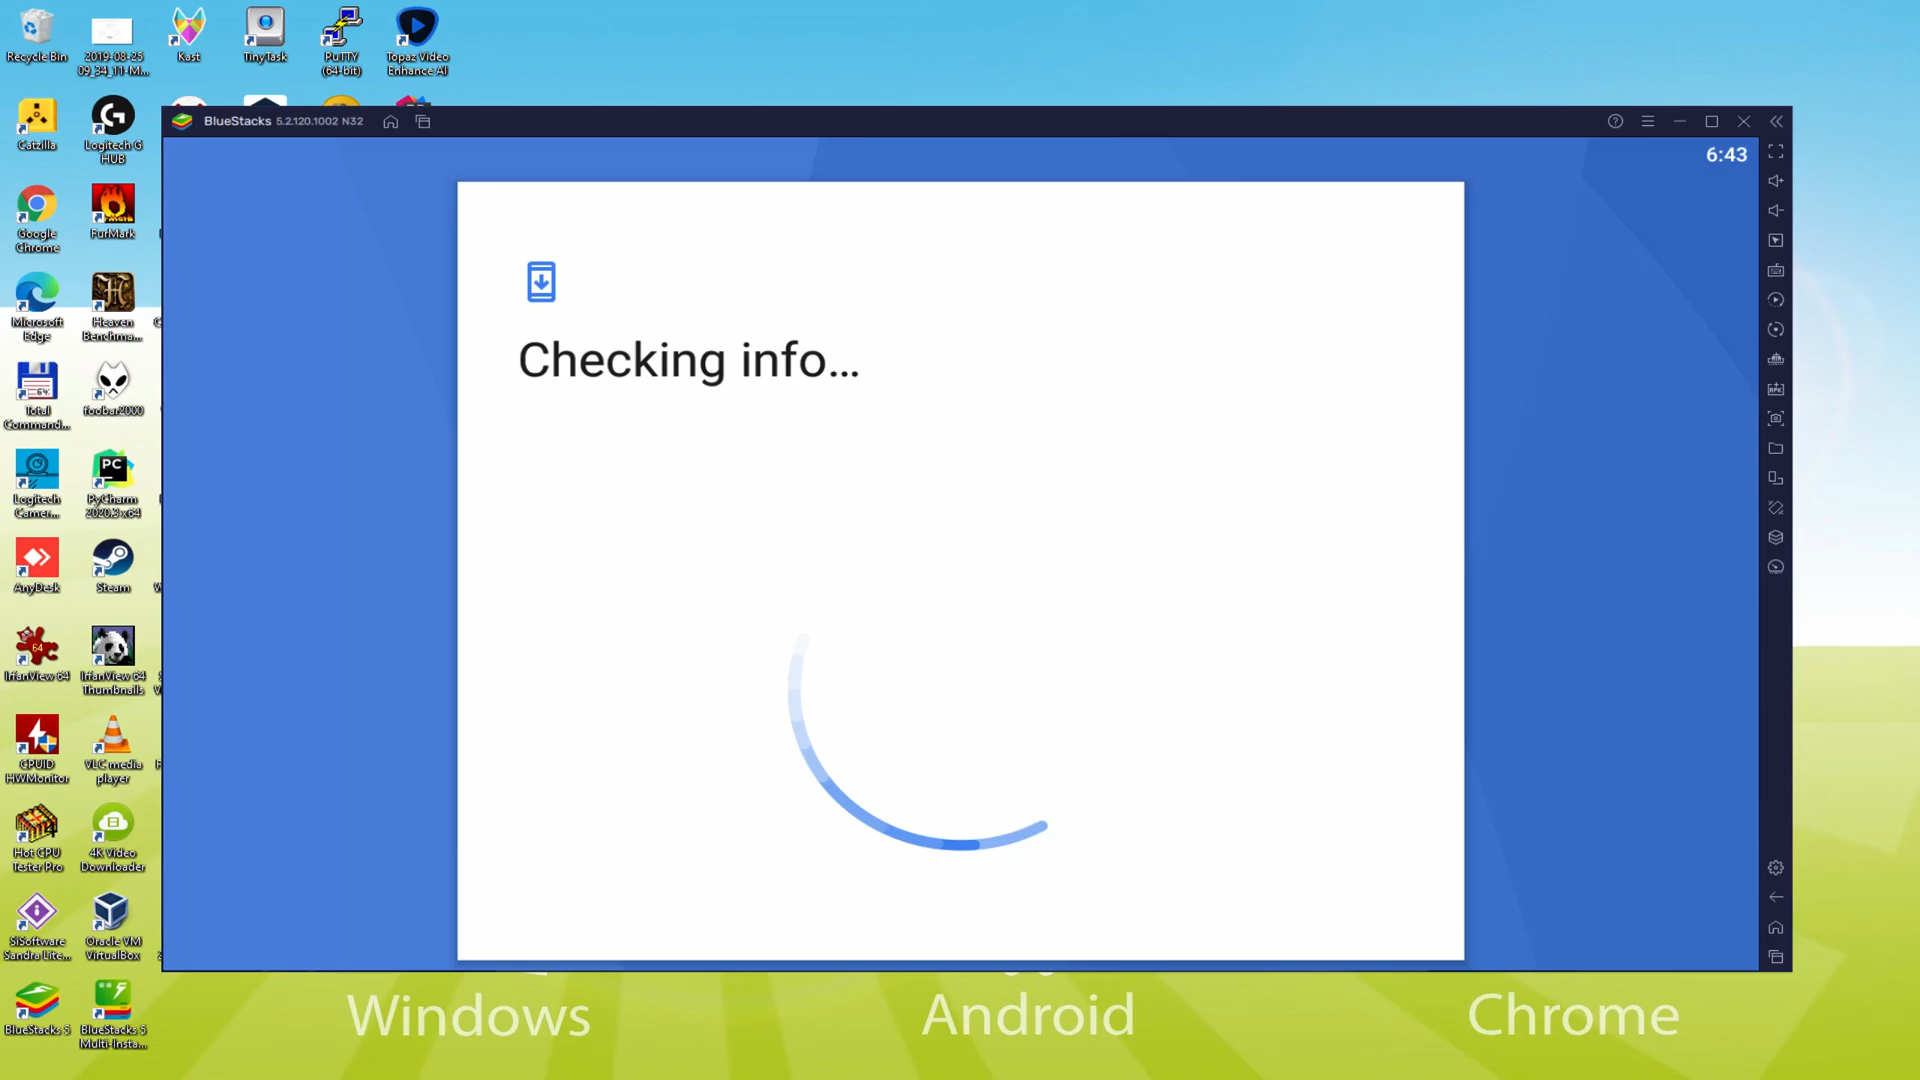 Recycle Bin
2019-08-25
09_34_11-M...
Kast
TinyTask
PuTTY
(64-bit)
Topaz Video
Enhance AI
Catzilla
Logitech G
HUB
Google
Chrome
FurMark
Microsoft
Edge
Heaven
Benchma...
64
Total
Command...
foobar2000
Logitech
Camer...
PC
PyCharm
2020.3 x64
AnyDesk
Steam
64
IrfanView 64
IrfanView 64
Thumbnails
CPUID
HWMonitor
VLC media
player
Hot CPU
Tester Pro
4K Video
Downloader
SiSoftware
Sandra Lite...
Oracle VM
VirtualBox
BlueStacks 5
BlueStacks 5
Multi-Insta...
BlueStacks 5.2.120.1002 N32
6:43
Checking info...
Windows
Android
Chrome